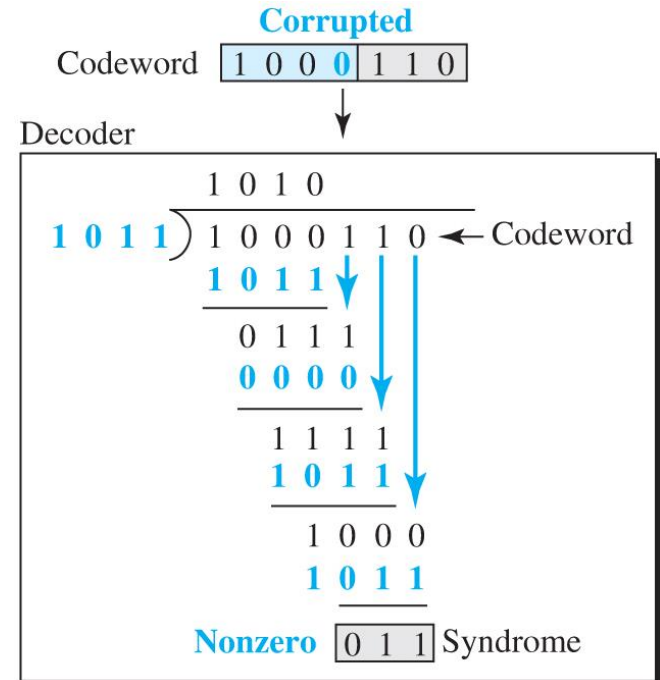 Corrupted
Codeword 1 0 0 0 1 1 0
Decoder
1 0 1 0
1 0 1 1 ) 1 0 0 0 1 1 0 Codeword
1 0 1 1
0 1 1 1
0 0 0 0
1 1 1 1
1 0 1 1
1 0 0 0
1 0 1 1
Nonzero 0 1 1 Syndrome